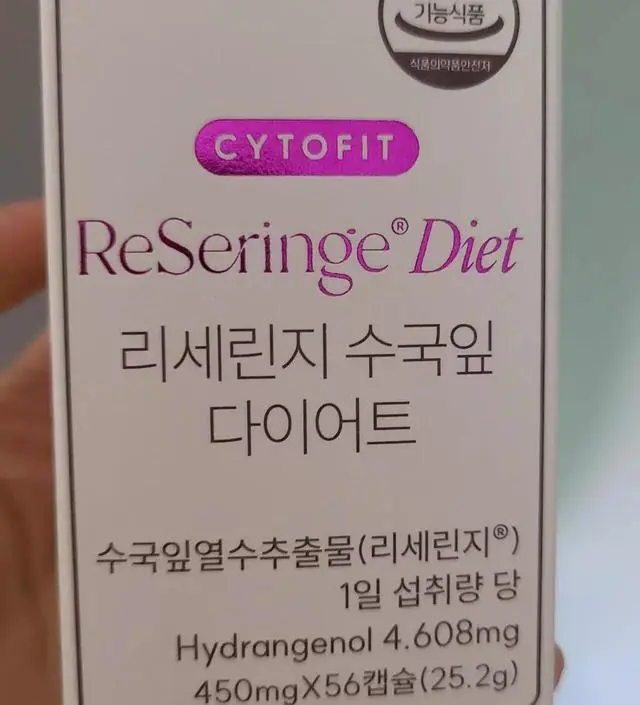 기능식품
식품의약품안전처
CYTOFIT
ReSeringe® Diet
리세린지 수국잎
다이어트
수국잎열수추출물(리세린지®)
1일 섭취량 당
Hydrangenol 4.608mg
450mgX56캡슐(25.2g)